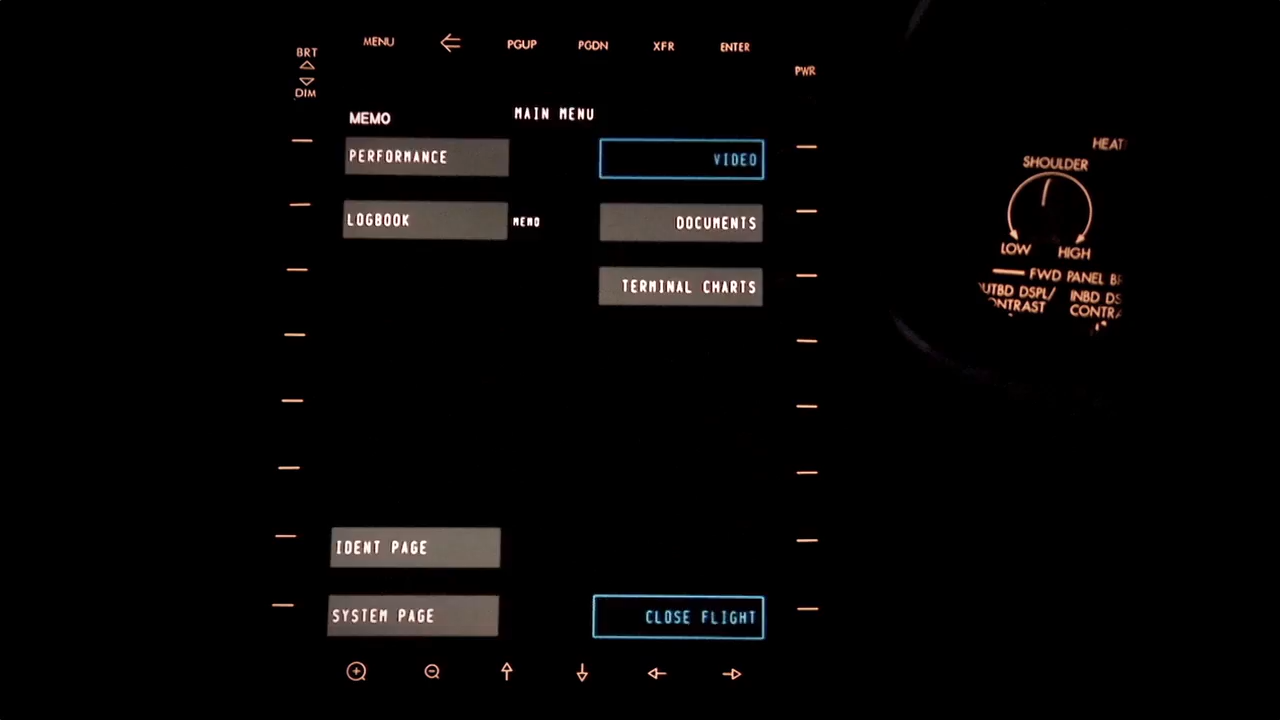 MENU PGUP PGDN XFR ENTER
BRT
DIM
PWR
MEMO
MAIN MENU
PERFORMANCE
VIDEO
LOGBOOK
MEMO
DOCUMENTS
TERMINAL CHARTS
IDENT PAGE
SYSTEM PAGE
CLOSE FLIGHT
SHOULDER
LOW HIGH
FWD PANEL